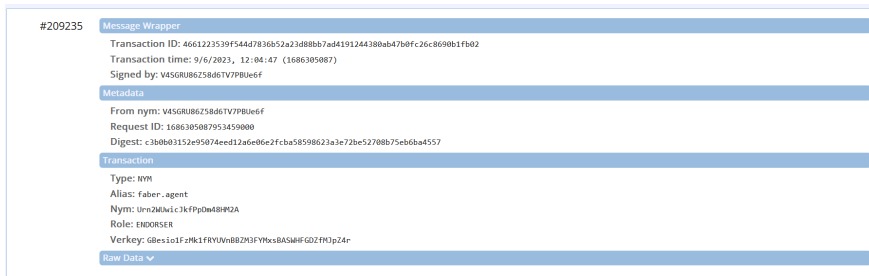 #209235
Message Wrapper
Transaction ID: 4661223539f544d7836b52a23d88bb7ad4191244380ab47b0fc26c8690b1fb02
Transaction time: 9/6/2023, 12:04:47 (1686305087)
Signed by: V4SGRU86Z58d6TV7PBUe6f
Metadata
From nym: V4SGRU86Z58d6TV7PBUe6f
Request ID: 1686305087953459000
Digest: c3b0b03152e95074eed12a6e06e2fcba58598623a3e72be52708b75eb6ba4557
Transaction
Type: NYM
Alias: faber.agent
Nym: Urn2WUwicJkfPpDm48HM2A
Role: ENDORSER
Verkey: GBesio1FzMk1fRYUVnBBZM3FYMxsBASWHFGDZfMJpZ4r
Raw Data